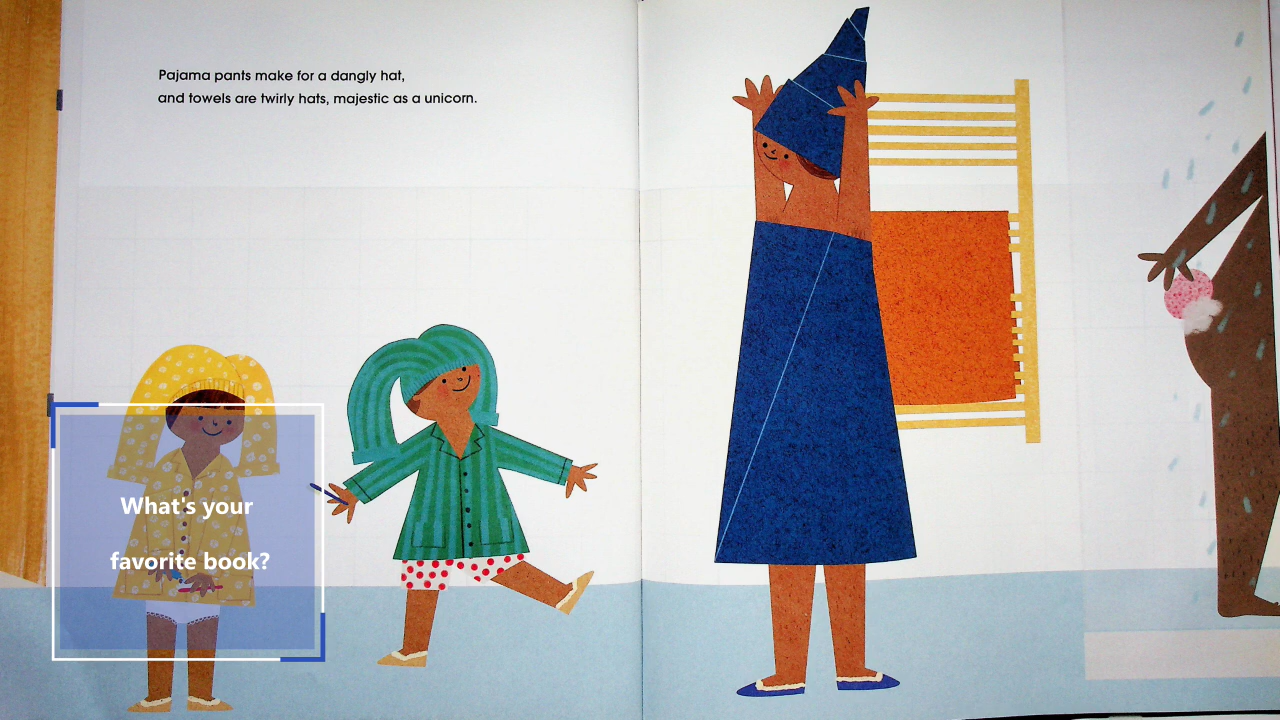 Pajama pants make for a dangly hat,
and towels are twirly hats, majestic as a unicorn.
What's your
favorite book?